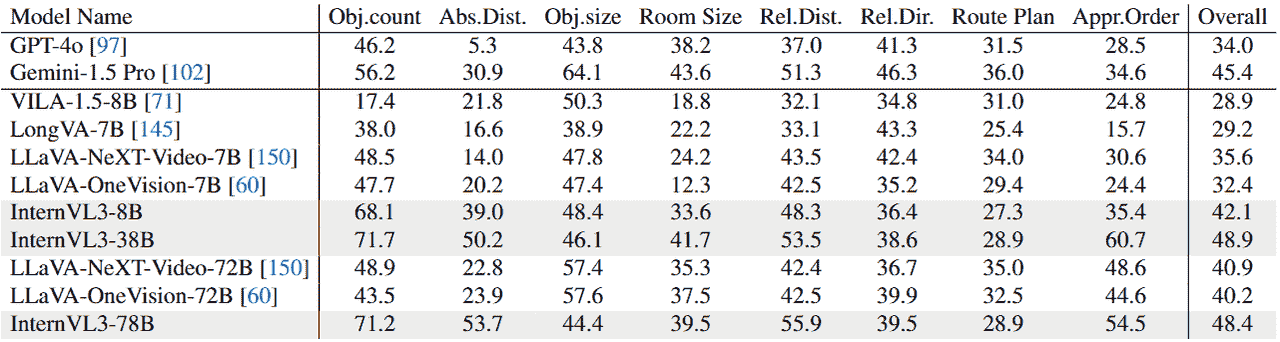 Model Name Obj.count Abs.Dist. Obj.size Room Size Rel.Dist. Rel.Dir. Route Plan Appr.Order Overall
GPT-4o [97] 46.2 5.3 43.8 38.2 37.0 41.3 31.5 28.5 34.0
Gemini-1.5 Pro [102] 56.2 30.9 64.1 43.6 51.3 46.3 36.0 34.6 45.4
VILA-1.5-8B [71] 17.4 21.8 50.3 18.8 32.1 34.8 31.0 24.8 28.9
LongVA-7B [145] 38.0 16.6 38.9 22.2 33.1 43.3 25.4 15.7 29.2
LLaVA-NeXT-Video-7B [150] 48.5 14.0 47.8 24.2 43.5 42.4 34.0 30.6 35.6
LLaVA-OneVision-7B [60] 47.7 20.2 47.4 12.3 42.5 35.2 29.4 24.4 32.4
InternVL3-8B 68.1 39.0 48.4 33.6 48.3 36.4 27.3 35.4 42.1
InternVL3-38B 71.7 50.2 46.1 41.7 53.5 38.6 28.9 60.7 48.9
LLaVA-NeXT-Video-72B [150] 48.9 22.8 57.4 35.3 42.4 36.7 35.0 48.6 40.9
LLaVA-OneVision-72B [60] 43.5 23.9 57.6 37.5 42.5 39.9 32.5 44.6 40.2
InternVL3-78B 71.2 53.7 44.4 39.5 55.9 39.5 28.9 54.5 48.4